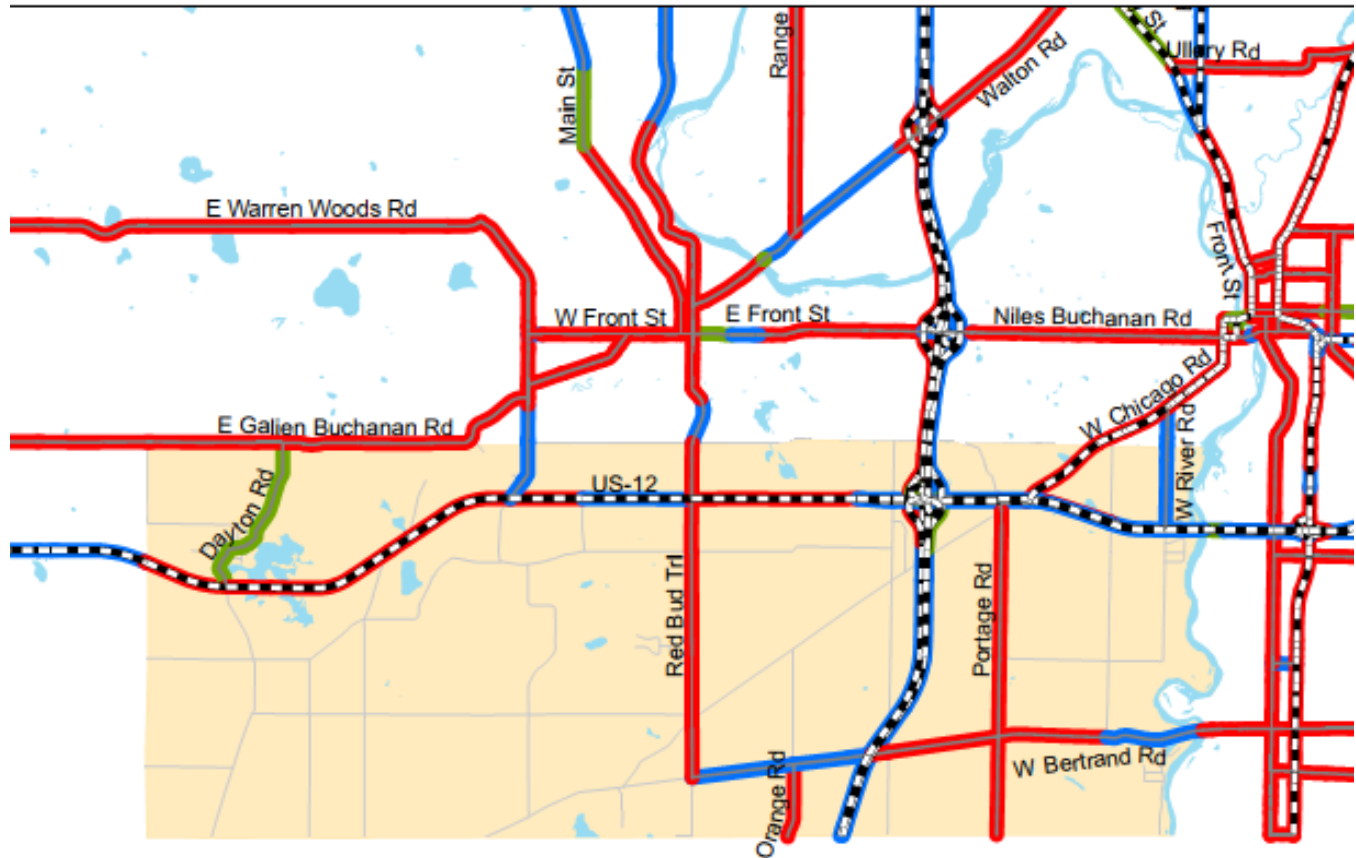 St
Range
Ullery Rd
Walton Rd
Main St
E Warren Woods Rd
Front St
W Front St
E Front St
Niles Buchanan Rd
W Chicago Rd
E Galien Buchanan Rd
W River Rd
US-12
Dayton Rd
Red Bud Trl
Portage Rd
W Bertrand Rd
Orange Rd